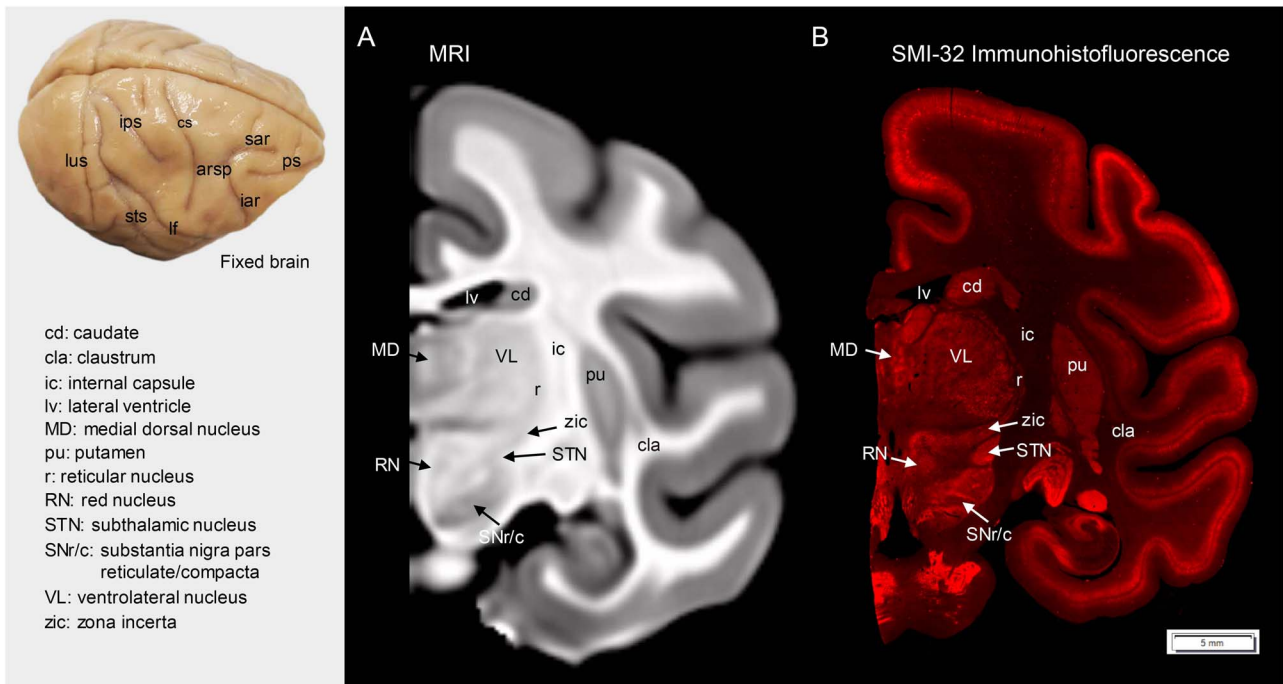 ips
cs
sar
lus
arsp
ps
iar
sts
lf
Fixed brain
cd: caudate
cla: claustrum
ic: internal capsule
lv: lateral ventricle
MD: medial dorsal nucleus
pu: putamen
r: reticular nucleus
RN: red nucleus
STN: subthalamic nucleus
SNr/c: substantia nigra pars
reticulate/compacta
VL: ventrolateral nucleus
zic: zona incerta
A
MRI
lv
cd
MD
VL
ic
r
pu
zic
cla
RN
STN
SNr/c
B
SMI-32 Immunohistofluorescence
lv
cd
ic
MD
VL
r
pu
zic
cla
RN
STN
SNr/c
5 mm